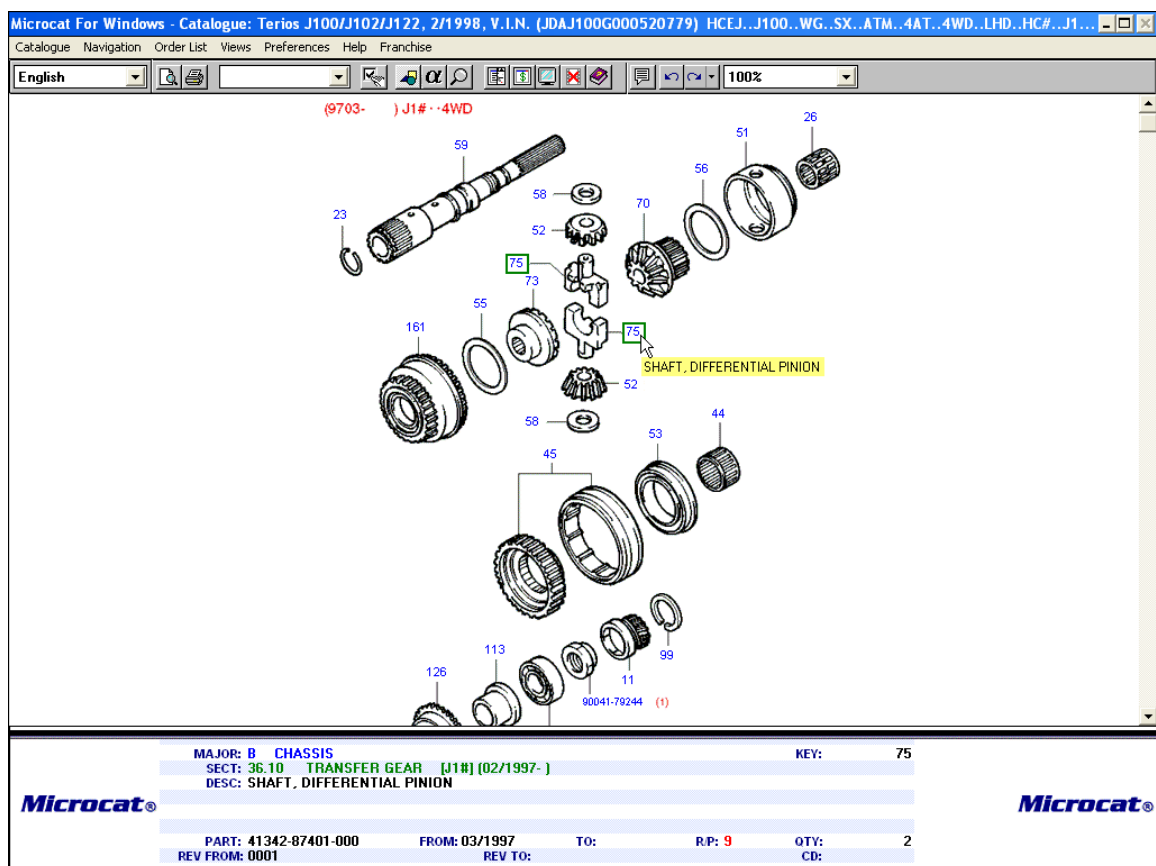 Microcat For Windows - Catalogue: Terios J100/J102/J122, 2/1998, V.I.N. (JDAJ100G000520779) HCEJ..J100..WG..SX..ATM..4AT..4WD..LHD..HC#..J1...
Catalogue Navigation Order List Views Preferences Help Franchise
English α 100%
(9703- ) J1#··4WD
26
51
59
56
58
70
23
52
75
73
55
161
75
SHAFT, DIFFERENTIAL PINION
52
44
58
53
45
99
113
11
126
90041-79244 (1)
MAJOR: B CHASSIS KEY: 75
SECT: 36.10 TRANSFER GEAR [J1#] (02/1997- )
DESC: SHAFT, DIFFERENTIAL PINION
Microcat® Microcat®
PART: 41342-87401-000 FROM: 03/1997 TO: R/P: 9 QTY: 2
REV FROM: 0001 REV TO: CD: